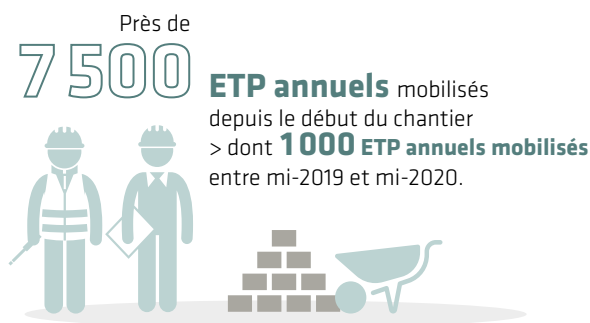 Près de
7 500
ETP annuels mobilisés
depuis le début du chantier
> dont 1 000 ETP annuels mobilisés
entre mi-2019 et mi-2020.